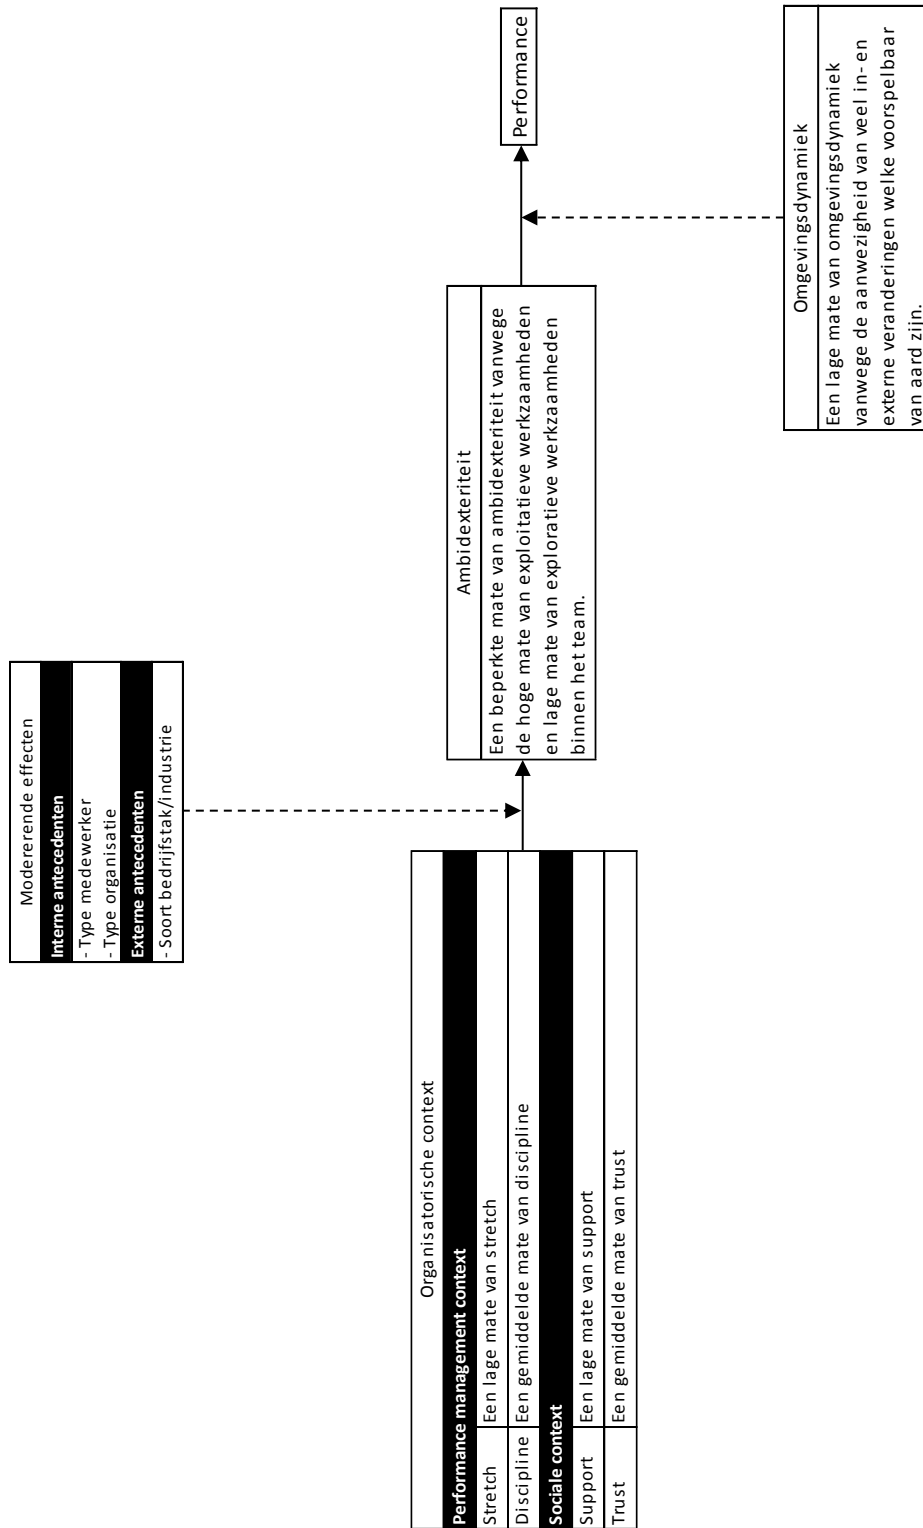 Modererende effecten
Interne antecedenten
- Type medewerker
- Type organisatie
Externe antecedenten
- Soort bedrijfstak/industrie
Organisatorische context
Performance management context
Stretch Een lage mate van stretch
Discipline Een gemiddelde mate van discipline
Sociale context
Support Een lage mate van support
Trust Een gemiddelde mate van trust
Ambidexteriteit
Een beperkte mate van ambidexteriteit vanwege
de hoge mate van exploitatieve werkzaamheden
en lage mate van exploratieve werkzaamheden
binnen het team.
Performance
Omgevingsdynamiek
Een lage mate van omgevingsdynamiek
vanwege de aanwezigheid van veel in- en
externe veranderingen welke voorspelbaar
van aard zijn.